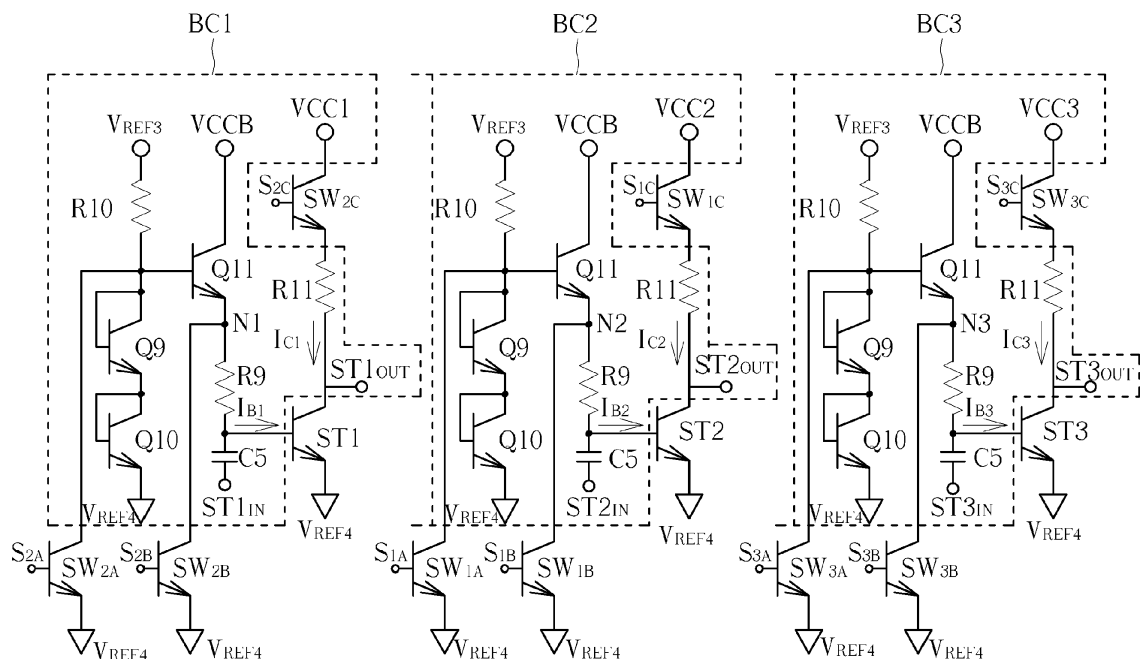 BC1
BC2
BC3
VREF3
VCCB
VCC1
VREF3
VCCB
VCC2
VREF3
VCCB
VCC3
S2C
SW2C
S1C
SW1C
S3C
SW3C
R10
R10
R10
Q11
R11
Q11
R11
Q11
R11
N1
IC1
N2
IC2
N3
IC3
Q9
R9
ST1OUT
Q9
R9
ST2OUT
Q9
R9
ST3OUT
IB1
IB2
IB3
Q10
ST1
Q10
ST2
Q10
ST3
C5
C5
C5
ST1IN
ST2IN
ST3IN
VREF4
VREF4
VREF4
VREF4
VREF4
VREF4
S2A
SW2A
S2B
SW2B
S1A
SW1A
S1B
SW1B
S3A
SW3A
S3B
SW3B
VREF4
VREF4
VREF4
VREF4
VREF4
VREF4